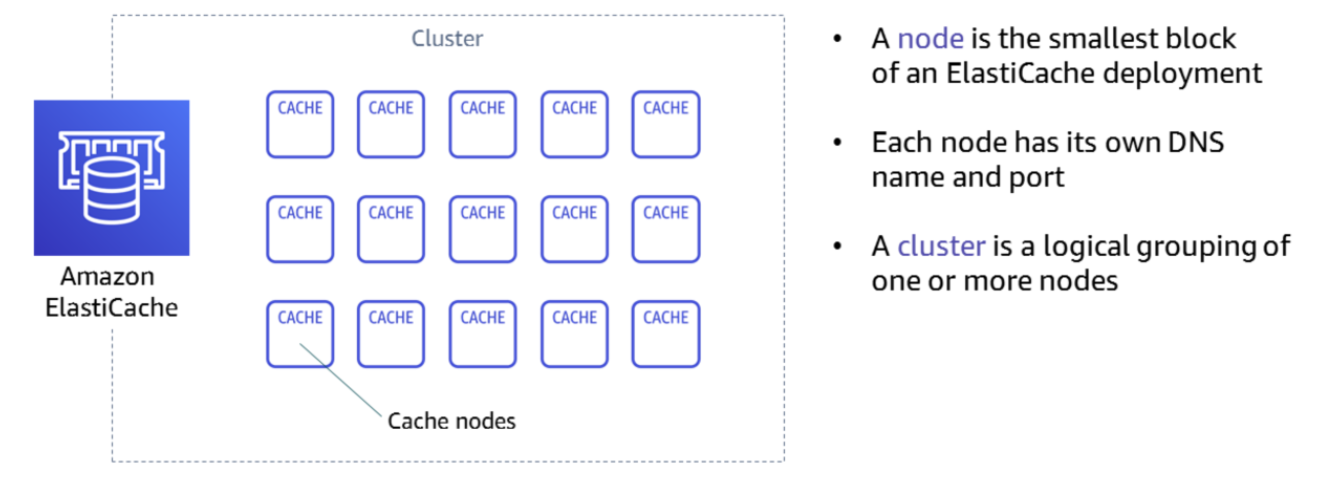 Cluster
CACHE CACHE CACHE CACHE CACHE
CACHE CACHE CACHE CACHE CACHE
CACHE CACHE CACHE CACHE CACHE
Amazon
ElastiCache
Cache nodes
• A node is the smallest block
of an ElastiCache deployment
• Each node has its own DNS
name and port
• A cluster is a logical grouping of
one or more nodes